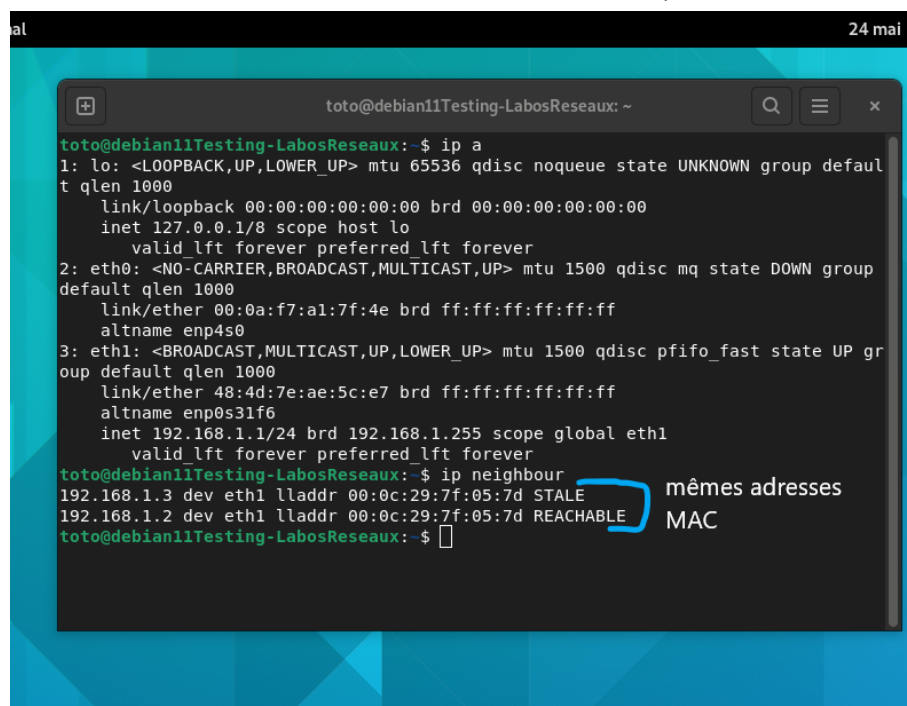 24 mai
toto@debian11Testing-LabosReseaux: ~
toto@debian11Testing-LabosReseaux:~$ ip a
1: lo: <LOOPBACK,UP,LOWER_UP> mtu 65536 qdisc noqueue state UNKNOWN group defaul
t qlen 1000
    link/loopback 00:00:00:00:00:00 brd 00:00:00:00:00:00
    inet 127.0.0.1/8 scope host lo
       valid_lft forever preferred_lft forever
2: eth0: <NO-CARRIER,BROADCAST,MULTICAST,UP> mtu 1500 qdisc mq state DOWN group
default qlen 1000
    link/ether 00:0a:f7:a1:7f:4e brd ff:ff:ff:ff:ff:ff
    altname enp4s0
3: eth1: <BROADCAST,MULTICAST,UP,LOWER_UP> mtu 1500 qdisc pfifo_fast state UP gr
oup default qlen 1000
    link/ether 48:4d:7e:ae:5c:e7 brd ff:ff:ff:ff:ff:ff
    altname enp0s31f6
    inet 192.168.1.1/24 brd 192.168.1.255 scope global eth1
       valid_lft forever preferred_lft forever
toto@debian11Testing-LabosReseaux:~$ ip neighbour
192.168.1.3 dev eth1 lladdr 00:0c:29:7f:05:7d STALE
192.168.1.2 dev eth1 lladdr 00:0c:29:7f:05:7d REACHABLE
toto@debian11Testing-LabosReseaux:~$
mêmes adresses
MAC